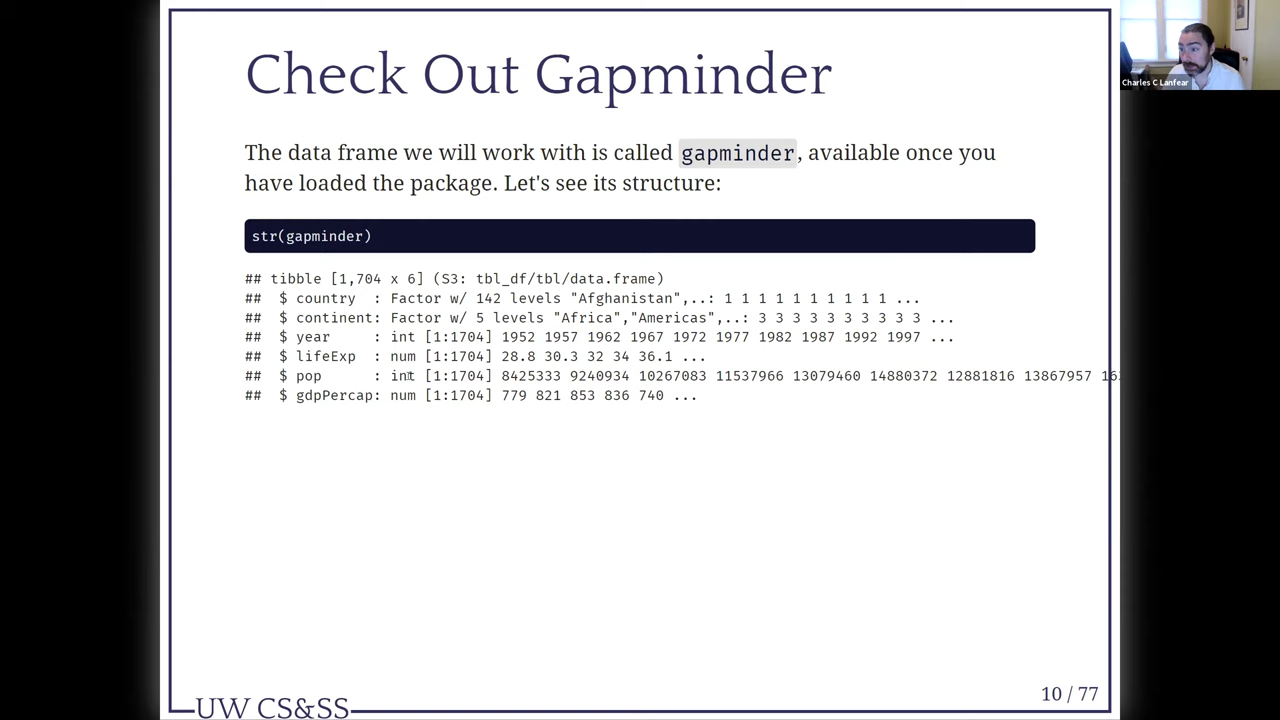 Check Out Gapminder
Charles C Lanfear
The data frame we will work with is called gapminder, available once you
have loaded the package. Let's see its structure:
str(gapminder)
## tibble [1,704 x 6] (S3: tbl_df/tbl/data.frame)
##  $ country  : Factor w/ 142 levels "Afghanistan",..: 1 1 1 1 1 1 1 1 1 1 ...
##  $ continent: Factor w/ 5 levels "Africa","Americas",..: 3 3 3 3 3 3 3 3 3 3 ...
##  $ year     : int [1:1704] 1952 1957 1962 1967 1972 1977 1982 1987 1992 1997 ...
##  $ lifeExp  : num [1:1704] 28.8 30.3 32 34 36.1 ...
##  $ pop      : int [1:1704] 8425333 9240934 10267083 11537966 13079460 14880372 12881816 13867957
##  $ gdpPercap: num [1:1704] 779 821 853 836 740 ...
10 / 77
UW CS&SS